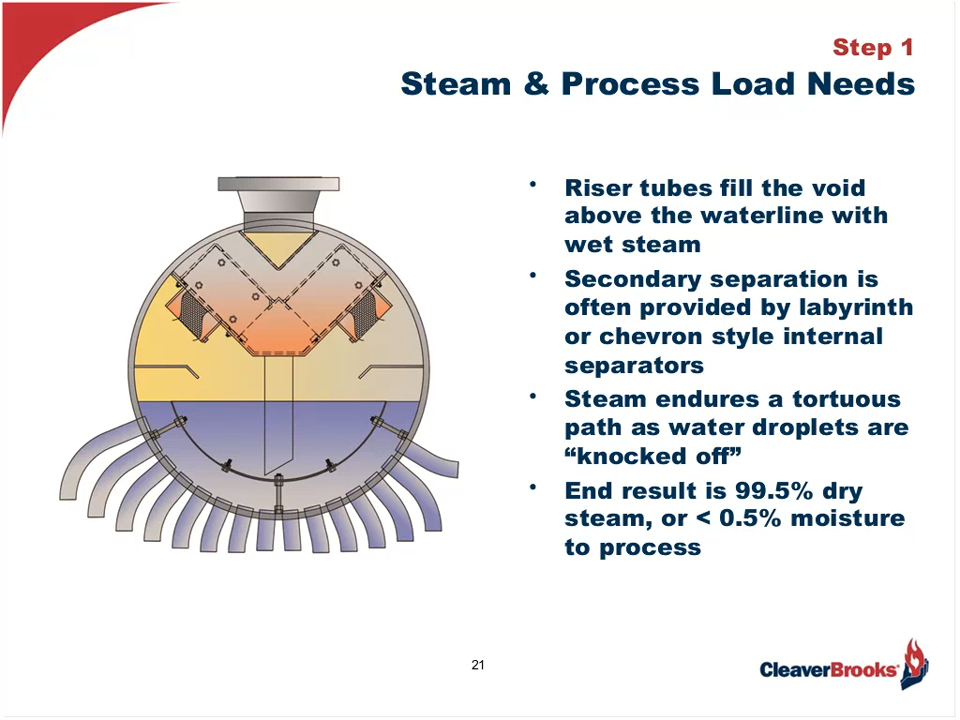 Step 1
Steam & Process Load Needs
• Riser tubes fill the void
above the waterline with
wet steam
• Secondary separation is
often provided by labyrinth
or chevron style internal
separators
• Steam endures a tortuous
path as water droplets are
“knocked off”
• End result is 99.5% dry
steam, or < 0.5% moisture
to process
21
CleaverBrooks